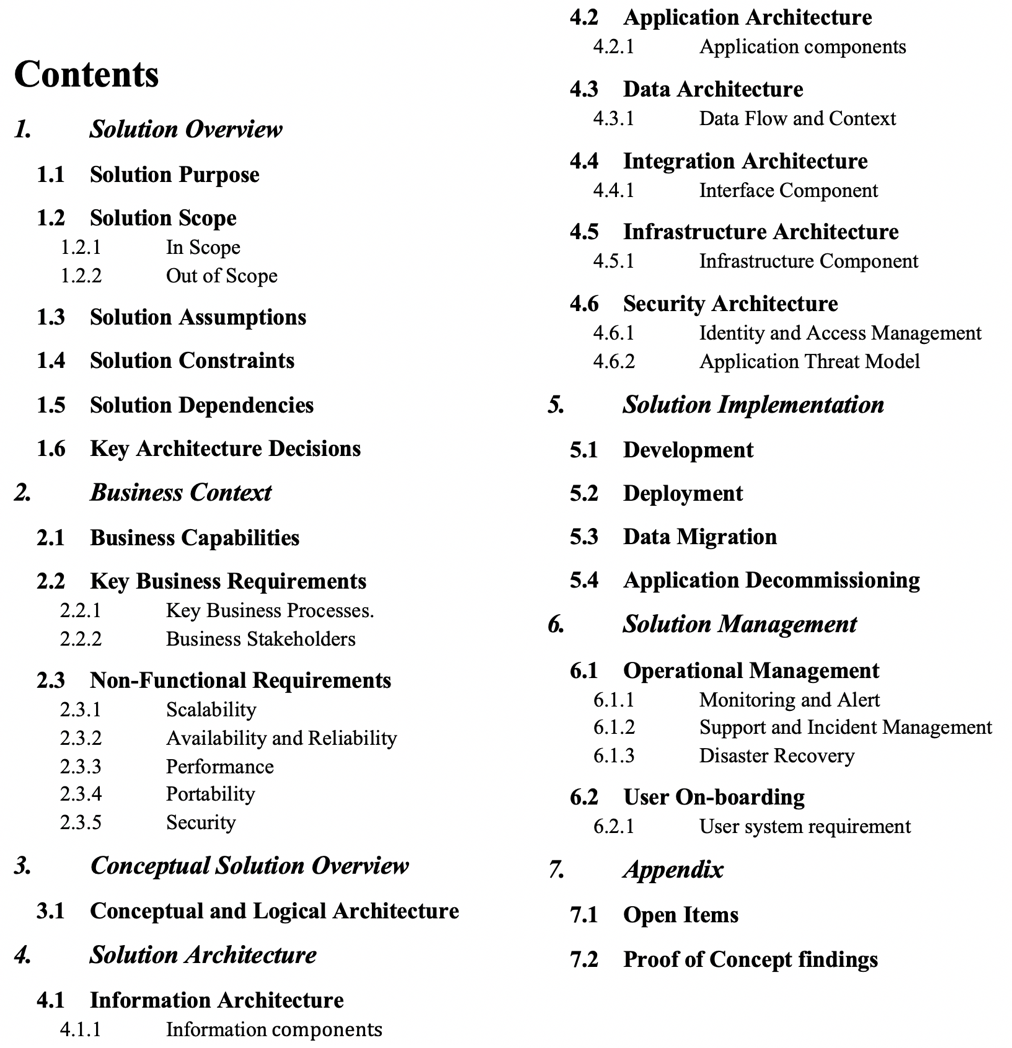 Contents
1. Solution Overview
1.1 Solution Purpose
1.2 Solution Scope
1.2.1 In Scope
1.2.2 Out of Scope
1.3 Solution Assumptions
1.4 Solution Constraints
1.5 Solution Dependencies
1.6 Key Architecture Decisions
2. Business Context
2.1 Business Capabilities
2.2 Key Business Requirements
2.2.1 Key Business Processes.
2.2.2 Business Stakeholders
2.3 Non-Functional Requirements
2.3.1 Scalability
2.3.2 Availability and Reliability
2.3.3 Performance
2.3.4 Portability
2.3.5 Security
3. Conceptual Solution Overview
3.1 Conceptual and Logical Architecture
4. Solution Architecture
4.1 Information Architecture
4.1.1 Information components
4.2 Application Architecture
4.2.1 Application components
4.3 Data Architecture
4.3.1 Data Flow and Context
4.4 Integration Architecture
4.4.1 Interface Component
4.5 Infrastructure Architecture
4.5.1 Infrastructure Component
4.6 Security Architecture
4.6.1 Identity and Access Management
4.6.2 Application Threat Model
5. Solution Implementation
5.1 Development
5.2 Deployment
5.3 Data Migration
5.4 Application Decommissioning
6. Solution Management
6.1 Operational Management
6.1.1 Monitoring and Alert
6.1.2 Support and Incident Management
6.1.3 Disaster Recovery
6.2 User On-boarding
6.2.1 User system requirement
7. Appendix
7.1 Open Items
7.2 Proof of Concept findings